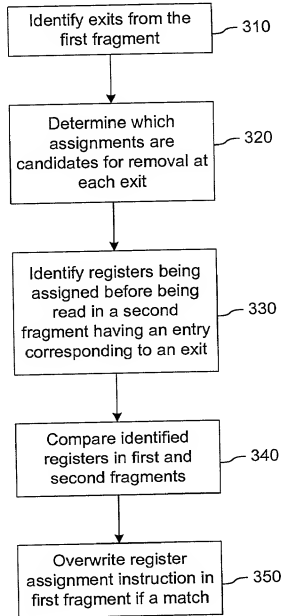 Identify exits from the
first fragment
310
Determine which
assignments are
candidates for removal at
each exit
320
Identify registers being
assigned before being
read in a second
fragment having an entry
corresponding to an exit
330
Compare identified
registers in first and
second fragments
340
Overwrite register
assignment instruction in
first fragment if a match
350